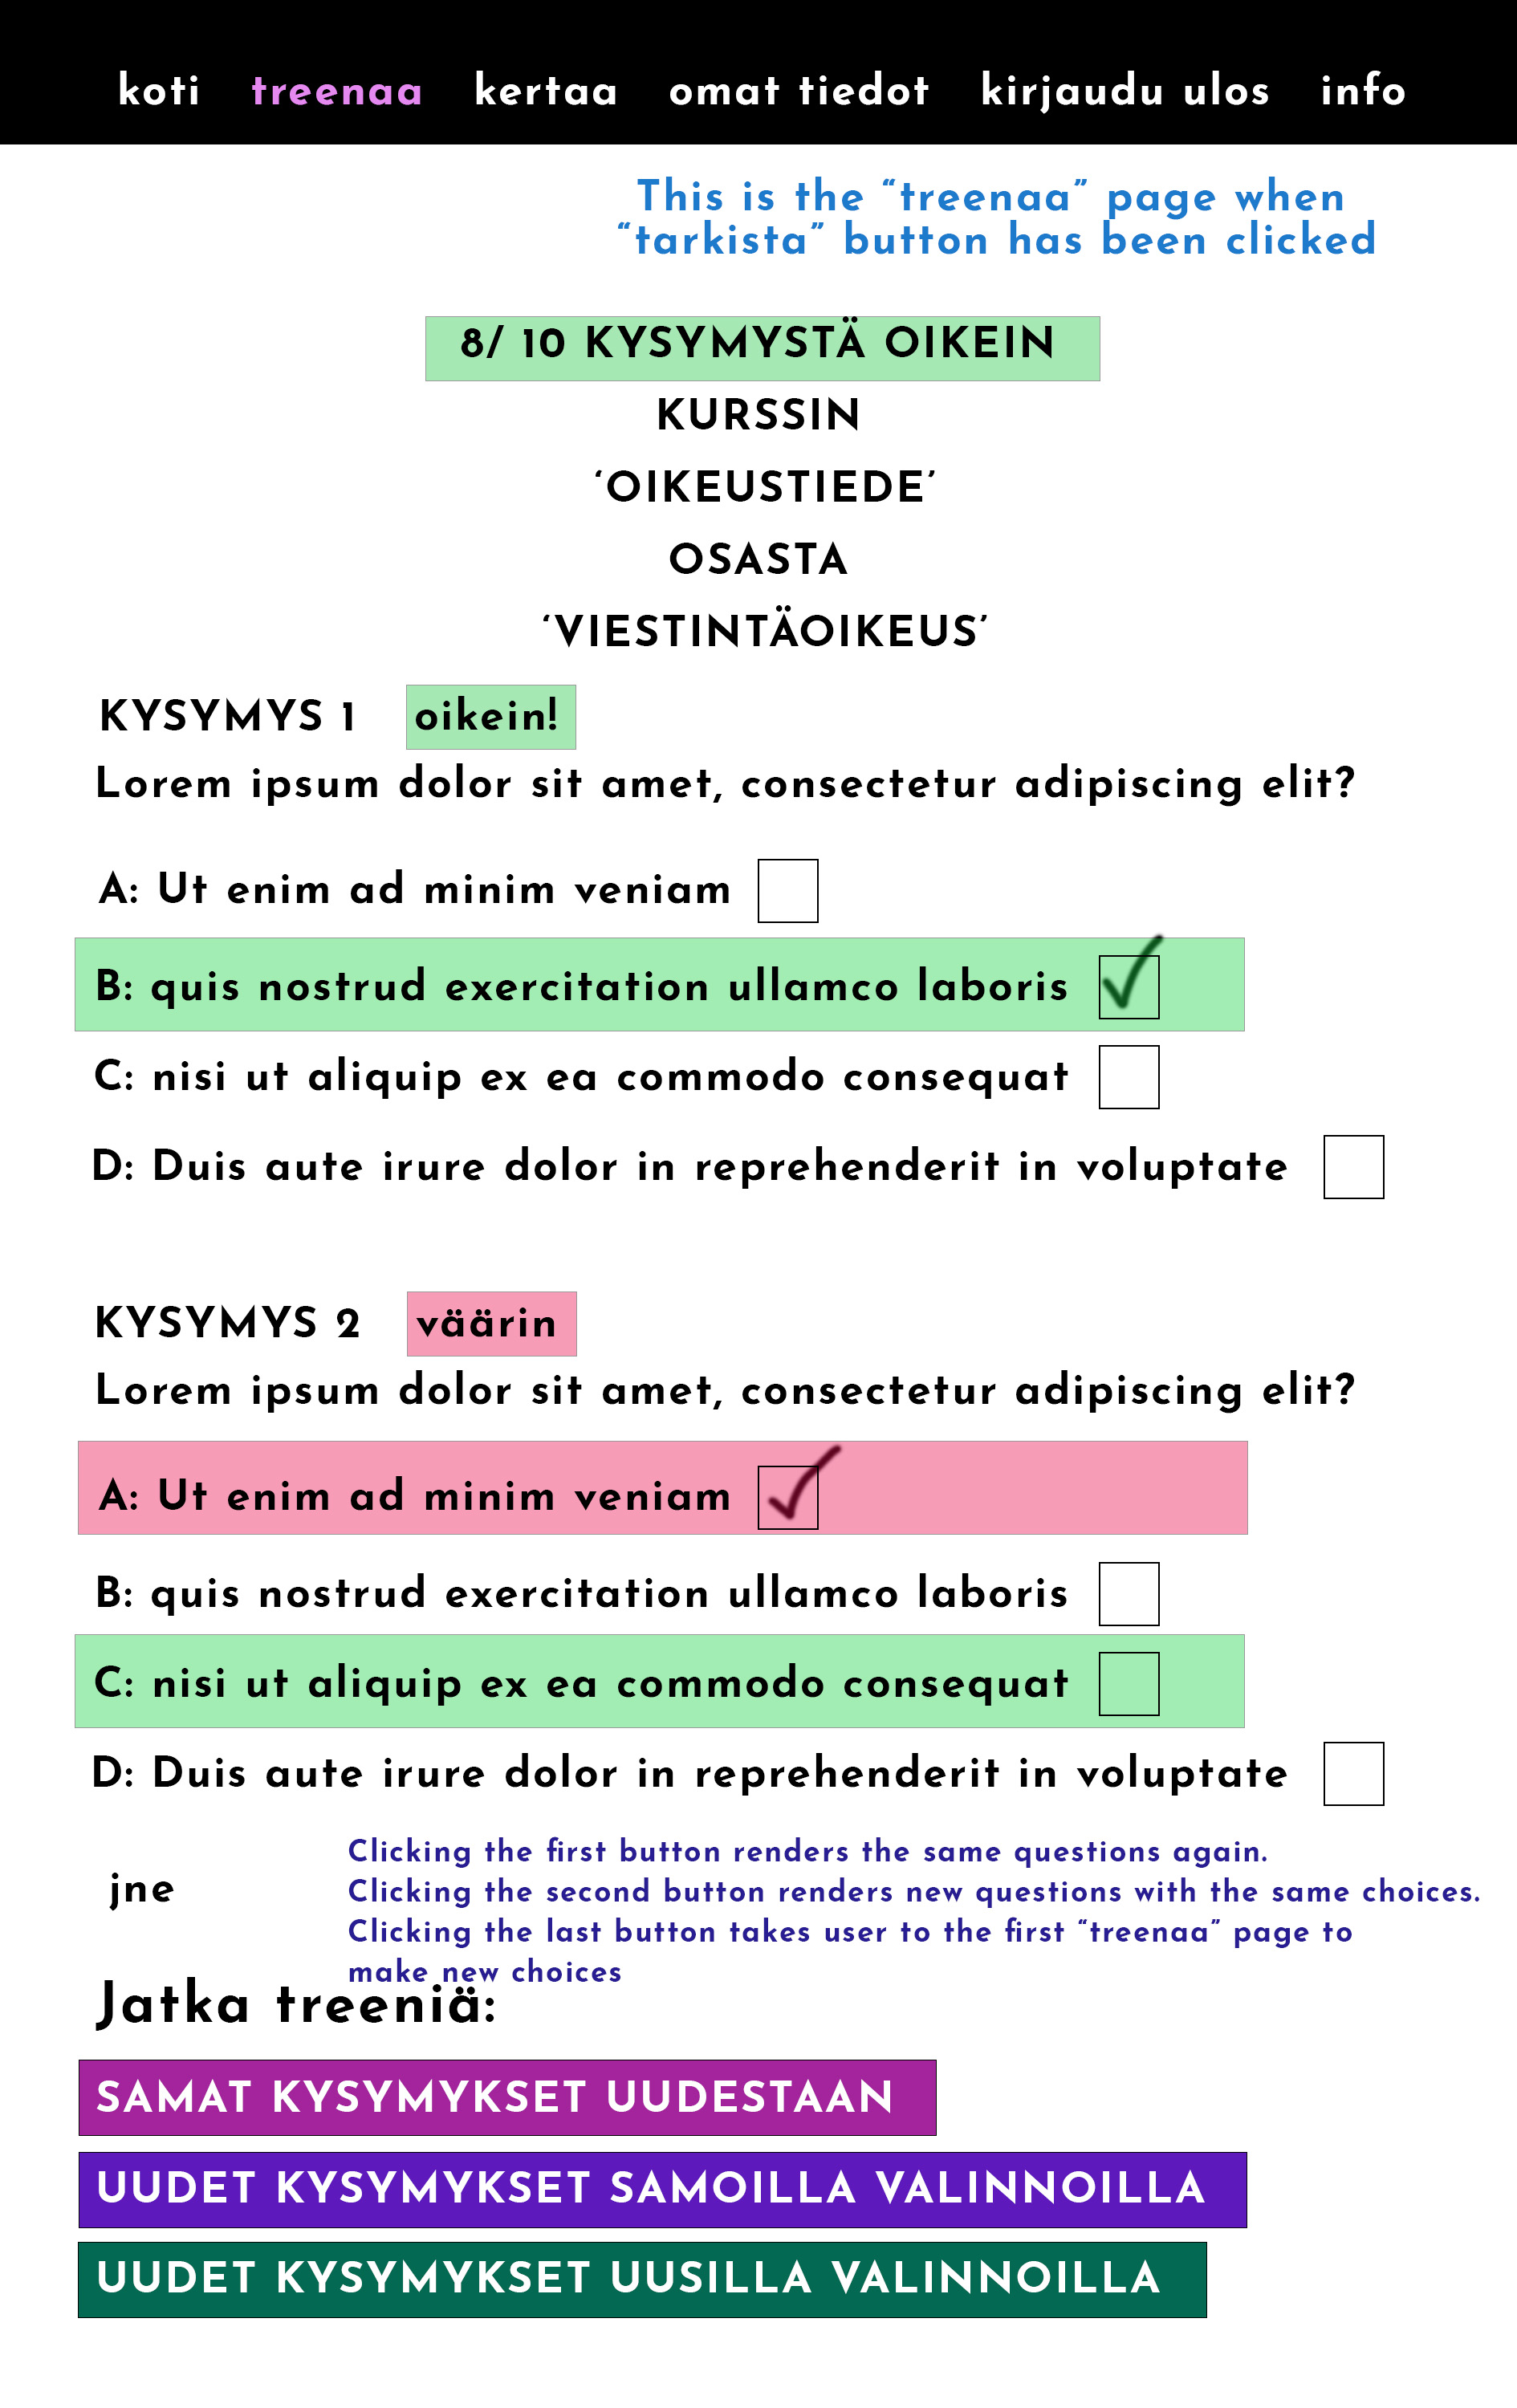 koti treenaa kertaa omat tiedot kirjaudu ulos info
This is the “treenaa” page when
“tarkista” button has been clicked
8/ 10 KYSYMYSTÄ OIKEIN
KURSSIN
‘OIKEUSTIEDE’
OSASTA
‘VIESTINTÄOIKEUS’
KYSYMYS 1 oikein!
Lorem ipsum dolor sit amet, consectetur adipiscing elit?
A: Ut enim ad minim veniam
B: quis nostrud exercitation ullamco laboris
C: nisi ut aliquip ex ea commodo consequat
D: Duis aute irure dolor in reprehenderit in voluptate
KYSYMYS 2 väärin
Lorem ipsum dolor sit amet, consectetur adipiscing elit?
A: Ut enim ad minim veniam
B: quis nostrud exercitation ullamco laboris
C: nisi ut aliquip ex ea commodo consequat
D: Duis aute irure dolor in reprehenderit in voluptate
jne
Clicking the first button renders the same questions again.
Clicking the second button renders new questions with the same choices.
Clicking the last button takes user to the first “treenaa” page to
make new choices
Jatka treeniä:
SAMAT KYSYMYKSET UUDESTAAN
UUDET KYSYMYKSET SAMOILLA VALINNOILLA
UUDET KYSYMYKSET UUSILLA VALINNOILLA